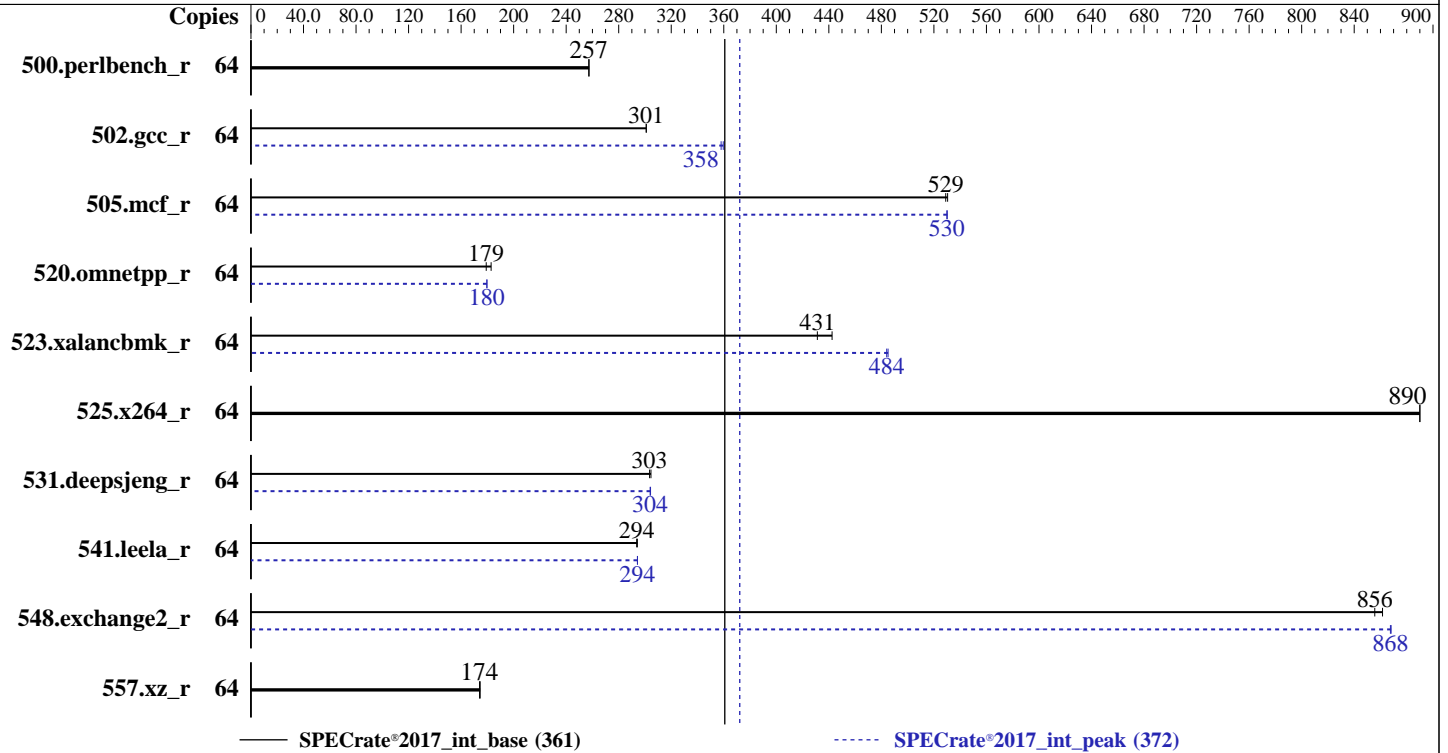 Copies 0 40.0 80.0 120 160 200 240 280 320 360 400 440 480 520 560 600 640 680 720 760 800 840 900
500.perlbench_r 64 257
502.gcc_r 64 301
358
505.mcf_r 64 529
530
520.omnetpp_r 64 179
180
523.xalancbmk_r 64 431
484
525.x264_r 64 890
531.deepsjeng_r 64 303
304
541.leela_r 64 294
294
548.exchange2_r 64 856
868
557.xz_r 64 174
SPECrate®2017_int_base (361) SPECrate®2017_int_peak (372)